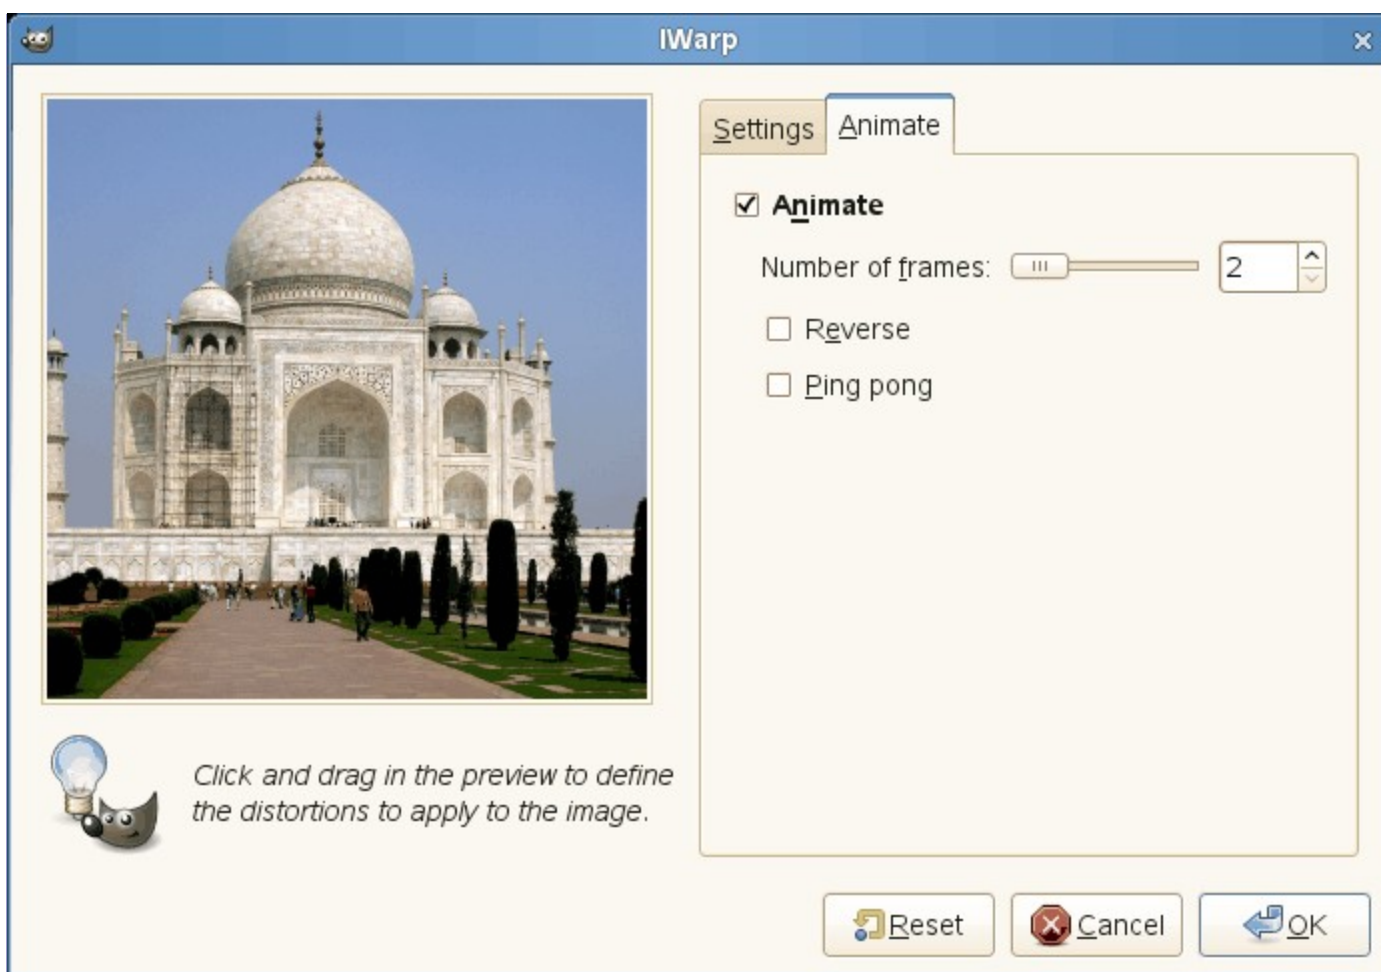 IWarp
Settings
Animate
Animate
Number of frames:
2
Reverse
Ping pong
Click and drag in the preview to define
the distortions to apply to the image.
Reset
Cancel
OK